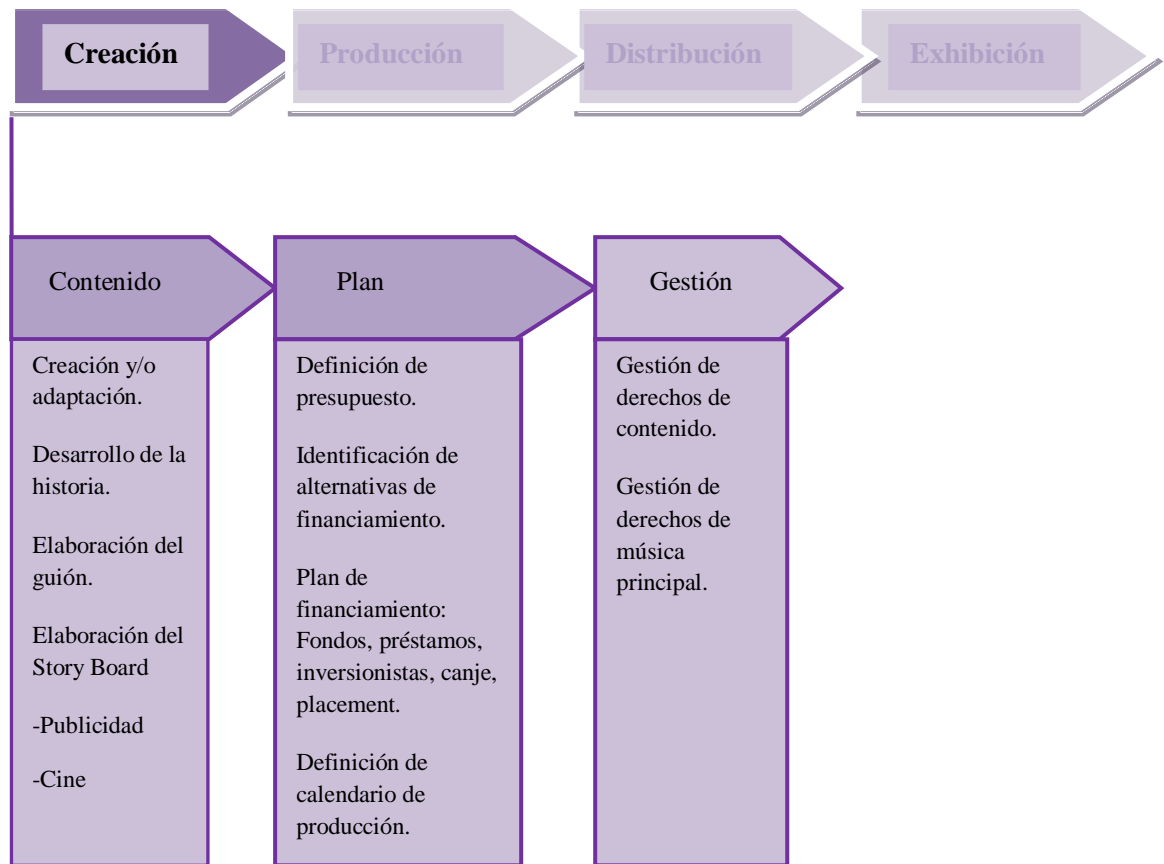 Creación
Producción
Distribución
Exhibición
Contenido
Plan
Gestión
Creación y/o
adaptación.
Desarrollo de la
historia.
Elaboración del
guión.
Elaboración del
Story Board
-Publicidad
-Cine
Definición de
presupuesto.
Identificación de
alternativas de
financiamiento.
Plan de
financiamiento:
Fondos, préstamos,
inversionistas, canje,
placement.
Definición de
calendario de
producción.
Gestión de
derechos de
contenido.
Gestión de
derechos de
música
principal.